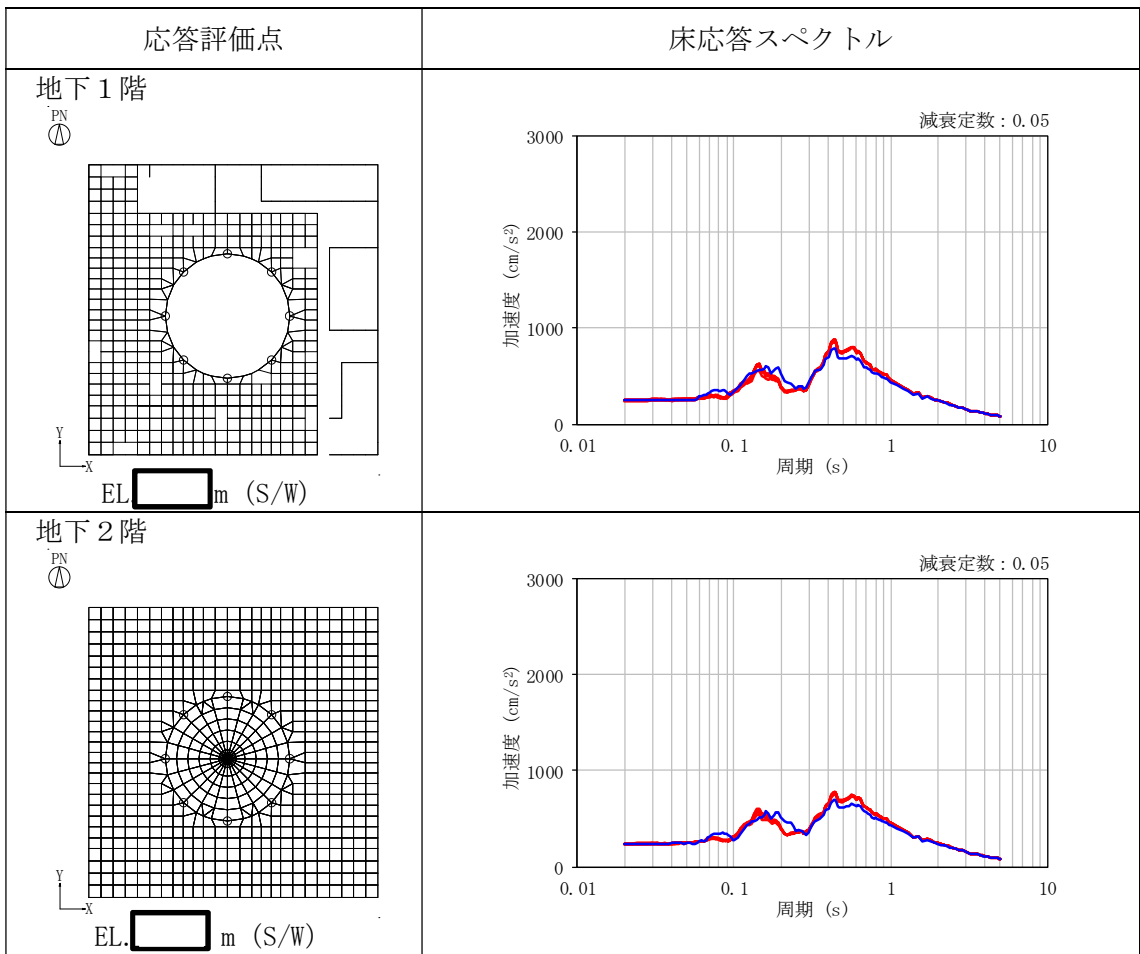 応答評価点
床応答スペクトル
地下１階
PN
Y
X
EL. m (S/W)
減衰定数：0.05
3000
2000
1000
0
加速度 (cm/s²)
0.01 0.1 1 10
周期 (s)
地下２階
PN
Y
X
EL. m (S/W)
減衰定数：0.05
3000
2000
1000
0
加速度 (cm/s²)
0.01 0.1 1 10
周期 (s)